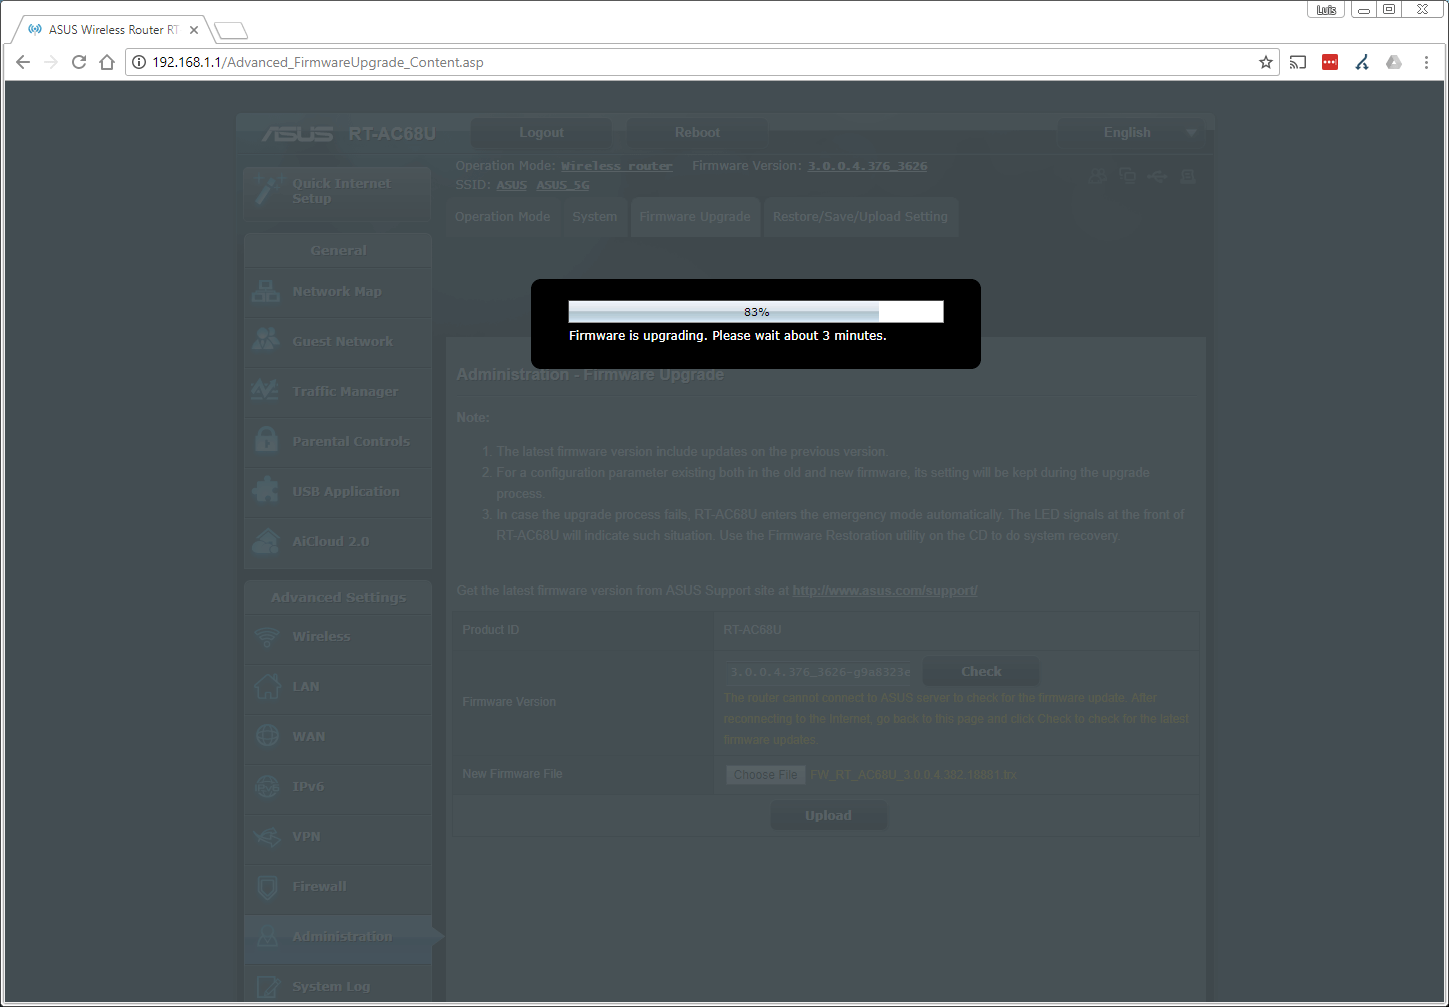 Luis
ASUS Wireless Router RT
192.168.1.1/Advanced_FirmwareUpgrade_Content.asp
ASUS RT-AC68U
Logout
Reboot
English
Operation Mode: Wireless router Firmware Version: 3.0.0.4.376_3626
SSID: ASUS ASUS_5G
Quick Internet
Setup
Operation Mode
System
Firmware Upgrade
Restore/Save/Upload Setting
General
Network Map
Guest Network
Traffic Manager
Parental Controls
USB Application
AiCloud 2.0
Advanced Settings
Wireless
LAN
WAN
IPv6
VPN
Firewall
Administration
System Log
83%
Firmware is upgrading. Please wait about 3 minutes.
Administration - Firmware Upgrade
Note:
1. The latest firmware version include updates on the previous version.
2. For a configuration parameter existing both in the old and new firmware, its setting will be kept during the upgrade
process.
3. In case the upgrade process fails, RT-AC68U enters the emergency mode automatically. The LED signals at the front of
RT-AC68U will indicate such situation. Use the Firmware Restoration utility on the CD to do system recovery.
Get the latest firmware version from ASUS Support site at http://www.asus.com/support/
Product ID
RT-AC68U
Firmware Version
3.0.0.4.376_3626-g9a8323e
Check
The router cannot connect to ASUS server to check for the firmware update. After
reconnecting to the Internet, go back to this page and click Check to check for the latest
firmware updates.
New Firmware File
Choose File FW_RT_AC68U_3.0.0.4.382.18881.trx
Upload